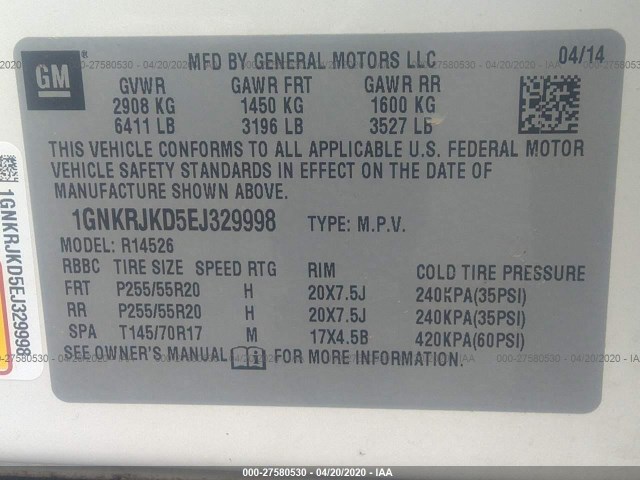 GM ®
MFD BY GENERAL MOTORS LLC 04/14
GVWR GAWR FRT GAWR RR
2908 KG 1450 KG 1600 KG
6411 LB 3196 LB 3527 LB
THIS VEHICLE CONFORMS TO ALL APPLICABLE U.S. FEDERAL MOTOR
VEHICLE SAFETY STANDARDS IN EFFECT ON THE DATE OF
MANUFACTURE SHOWN ABOVE.
1GNKRJKD5EJ329998 TYPE: M.P.V.
MODEL: R14526
RBBC TIRE SIZE SPEED RTG RIM COLD TIRE PRESSURE
FRT P255/55R20 H 20X7.5J 240KPA(35PSI)
RR P255/55R20 H 20X7.5J 240KPA(35PSI)
SPA T145/70R17 M 17X4.5B 420KPA(60PSI)
SEE OWNER'S MANUAL i FOR MORE INFORMATION.
1GNKRJKD5EJ329998
000-27580530 - 04/20/2020 - IAA